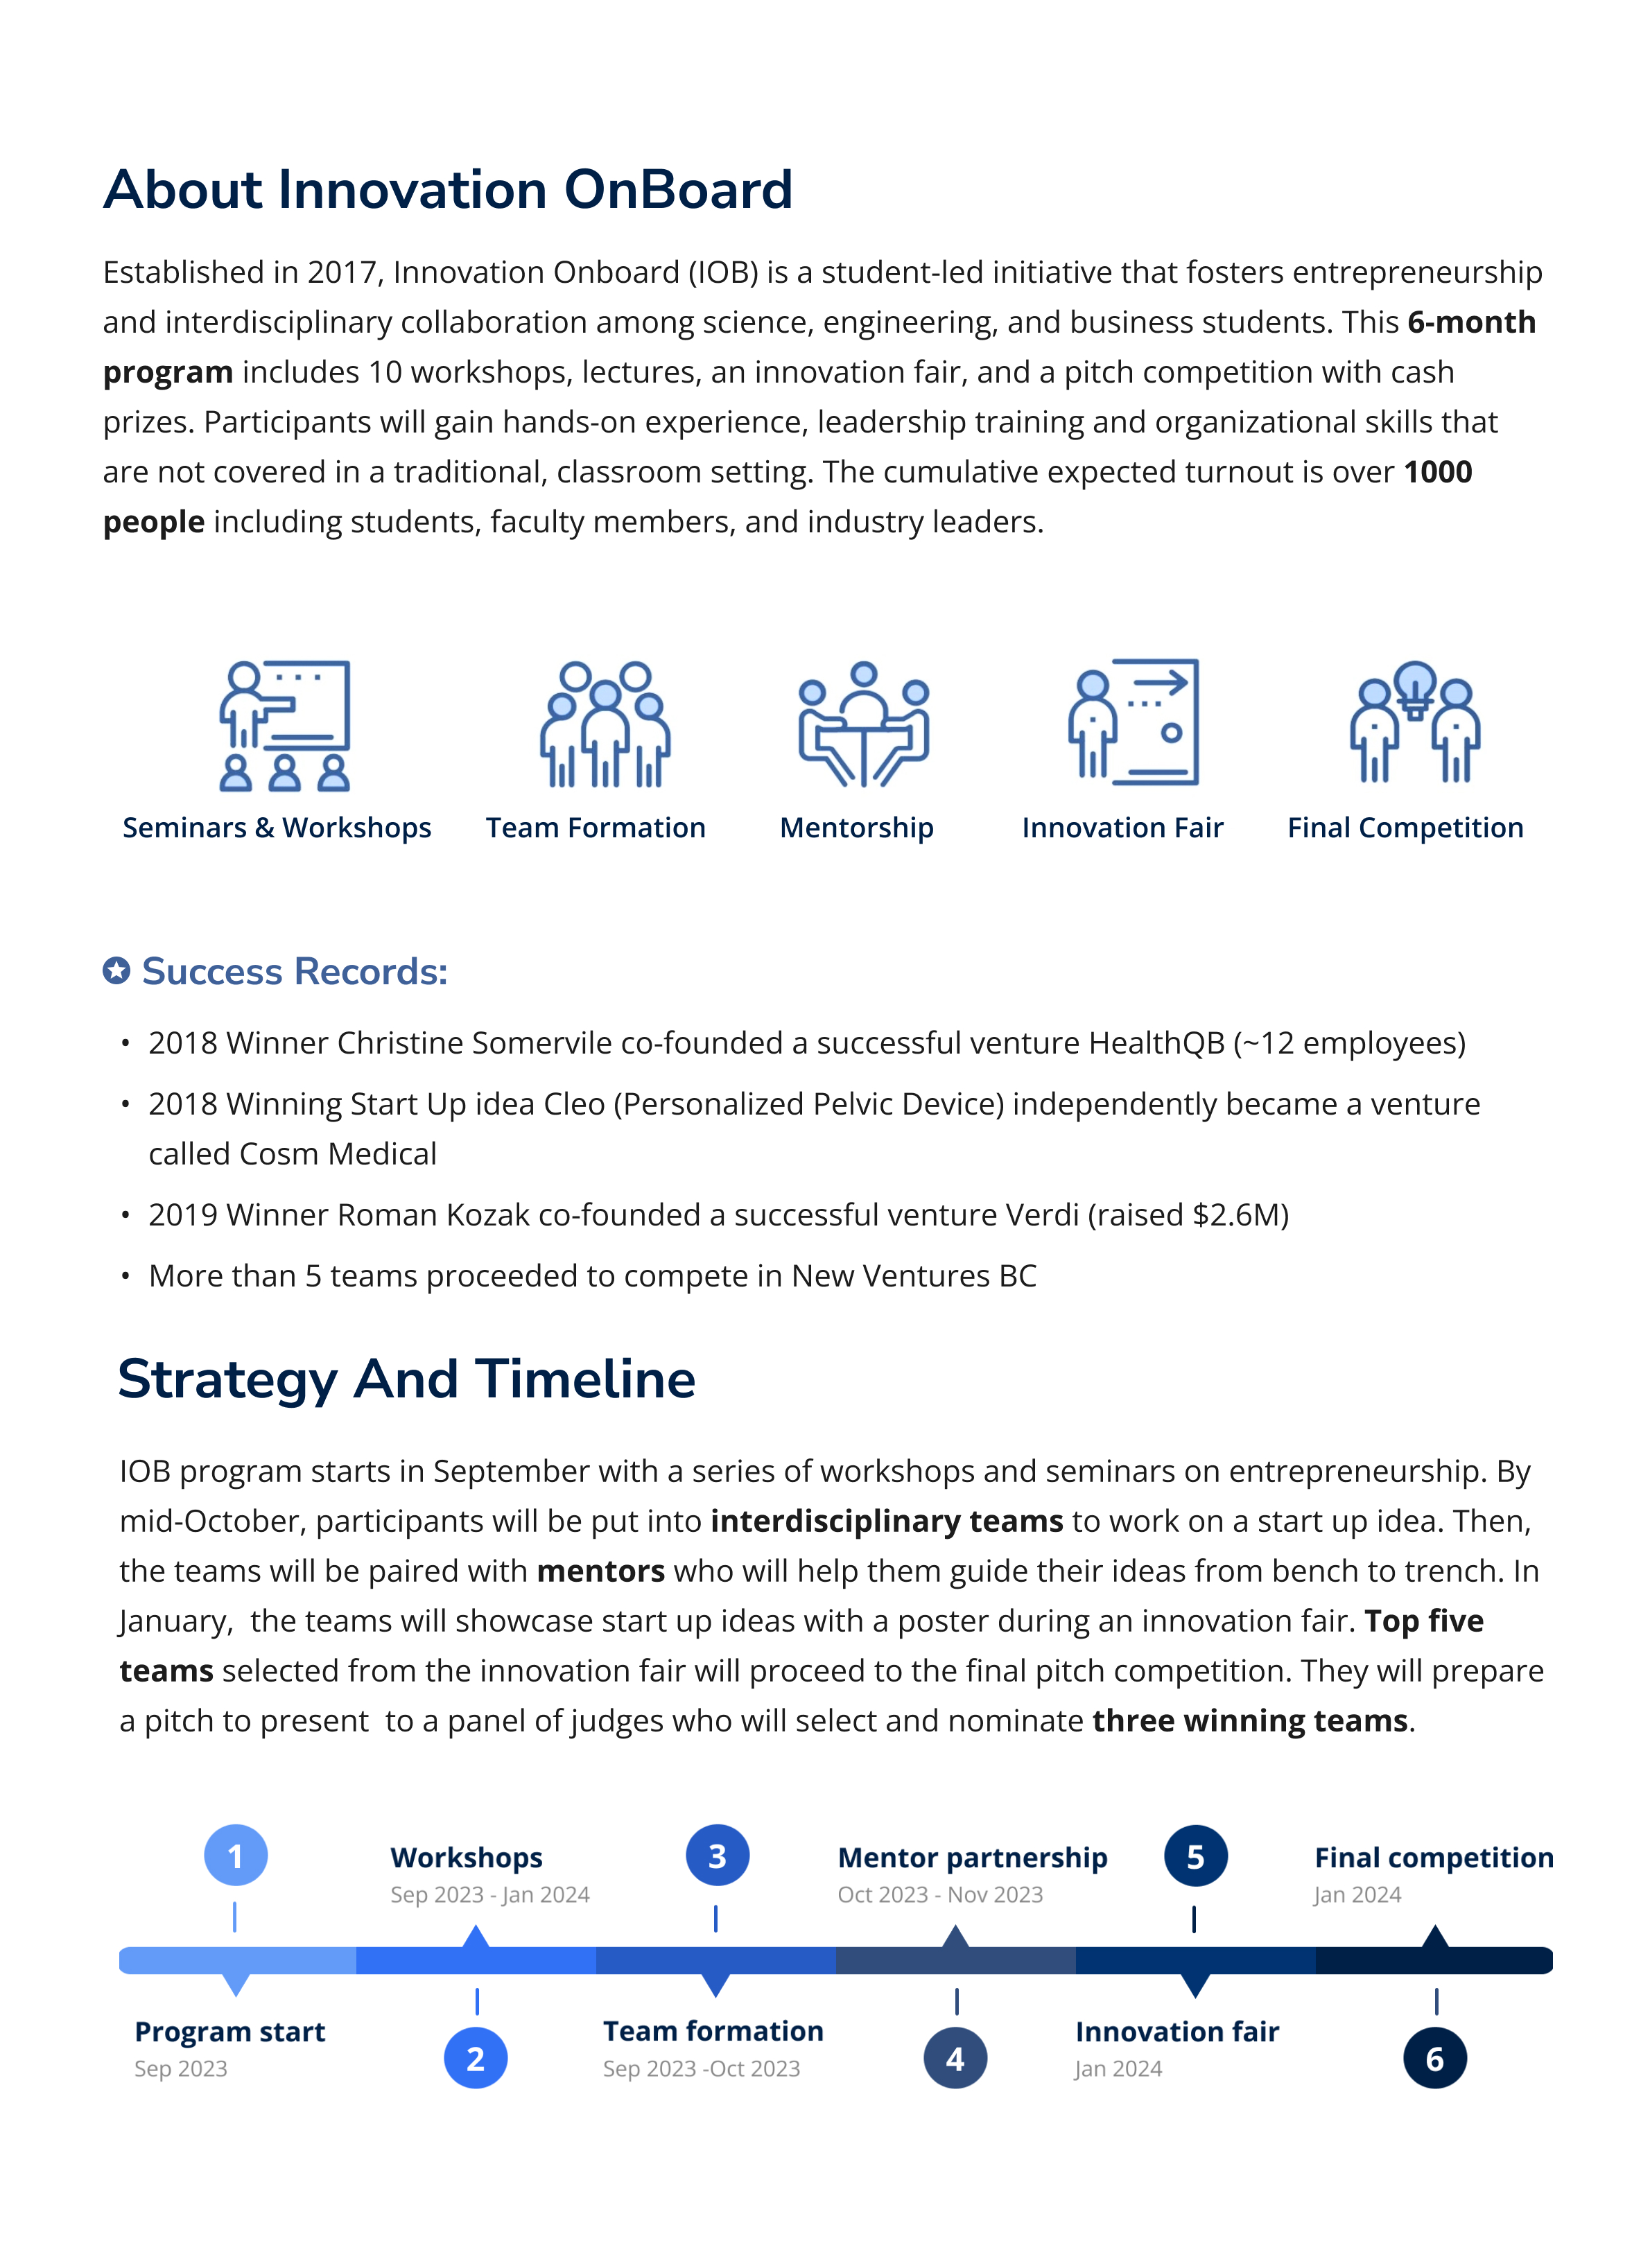 About Innovation OnBoard
Established in 2017, Innovation Onboard (IOB) is a student-led initiative that fosters entrepreneurship
and interdisciplinary collaboration among science, engineering, and business students. This 6-month
program includes 10 workshops, lectures, an innovation fair, and a pitch competition with cash
prizes. Participants will gain hands-on experience, leadership training and organizational skills that
are not covered in a traditional, classroom setting. The cumulative expected turnout is over 1000
people including students, faculty members, and industry leaders.
Seminars & Workshops
Team Formation
Mentorship
Innovation Fair
Final Competition
Success Records:
• 2018 Winner Christine Somervile co-founded a successful venture HealthQB (~12 employees)
• 2018 Winning Start Up idea Cleo (Personalized Pelvic Device) independently became a venture
called Cosm Medical
• 2019 Winner Roman Kozak co-founded a successful venture Verdi (raised $2.6M)
• More than 5 teams proceeded to compete in New Ventures BC
Strategy And Timeline
IOB program starts in September with a series of workshops and seminars on entrepreneurship. By
mid-October, participants will be put into interdisciplinary teams to work on a start up idea. Then,
the teams will be paired with mentors who will help them guide their ideas from bench to trench. In
January,  the teams will showcase start up ideas with a poster during an innovation fair. Top five
teams selected from the innovation fair will proceed to the final pitch competition. They will prepare
a pitch to present  to a panel of judges who will select and nominate three winning teams.
1
Program start
Sep 2023
Workshops
Sep 2023 - Jan 2024
2
3
Team formation
Sep 2023 -Oct 2023
Mentor partnership
Oct 2023 - Nov 2023
4
5
Innovation fair
Jan 2024
Final competition
Jan 2024
6